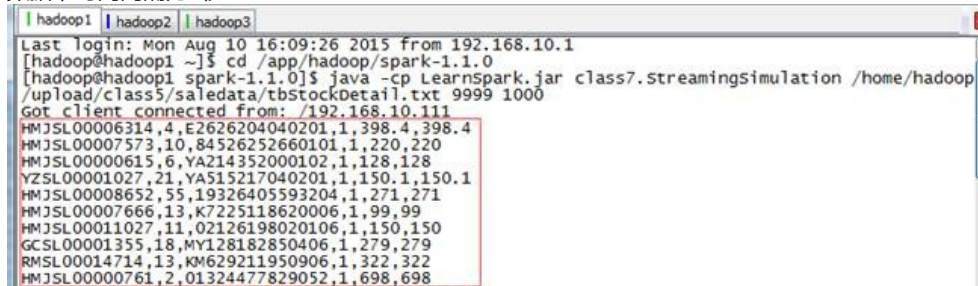 hadoop1 hadoop2 hadoop3
Last login: Mon Aug 10 16:09:26 2015 from 192.168.10.1
[hadoop@hadoop1 ~]$ cd /app/hadoop/spark-1.1.0
[hadoop@hadoop1 spark-1.1.0]$ java -cp LearnSpark.jar class7.StreamingSimulation /home/hadoop
/upload/class5/saledata/tbStockDetail.txt 9999 1000
Got client connected from: /192.168.10.111
HMJSL00006314,4,E2626204040201,1,398.4,398.4
HMJSL00007573,10,84526252660101,1,220,220
HMJSL00000615,6,YA214352000102,1,128,128
YZSL00001027,21,YA515217040201,1,150.1,150.1
HMJSL00008652,55,19326405593204,1,271,271
HMJSL00007666,13,K7225118620006,1,99,99
HMJSL00011027,11,02126198020106,1,150,150
GCSL00001355,18,MY128182850406,1,279,279
RMSL00014714,13,KM629211950906,1,322,322
HMJSL00000761,2,01324477829052,1,698,698